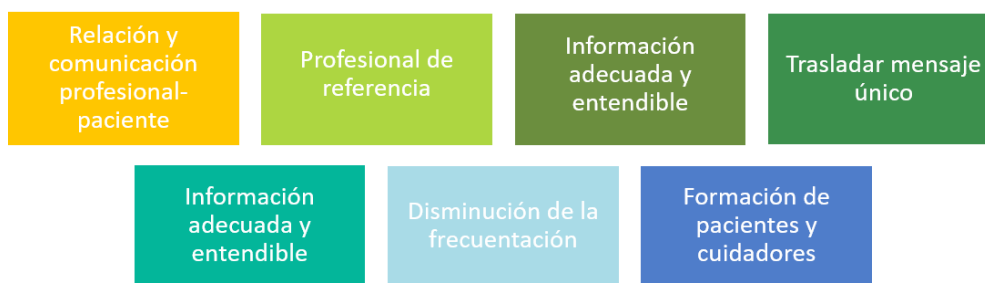 Relación y
comunicación
profesional-
paciente
Profesional de
referencia
Información
adecuada y
entendible
Trasladar mensaje
único
Información
adecuada y
entendible
Disminución de la
frecuentación
Formación de
pacientes y
cuidadores